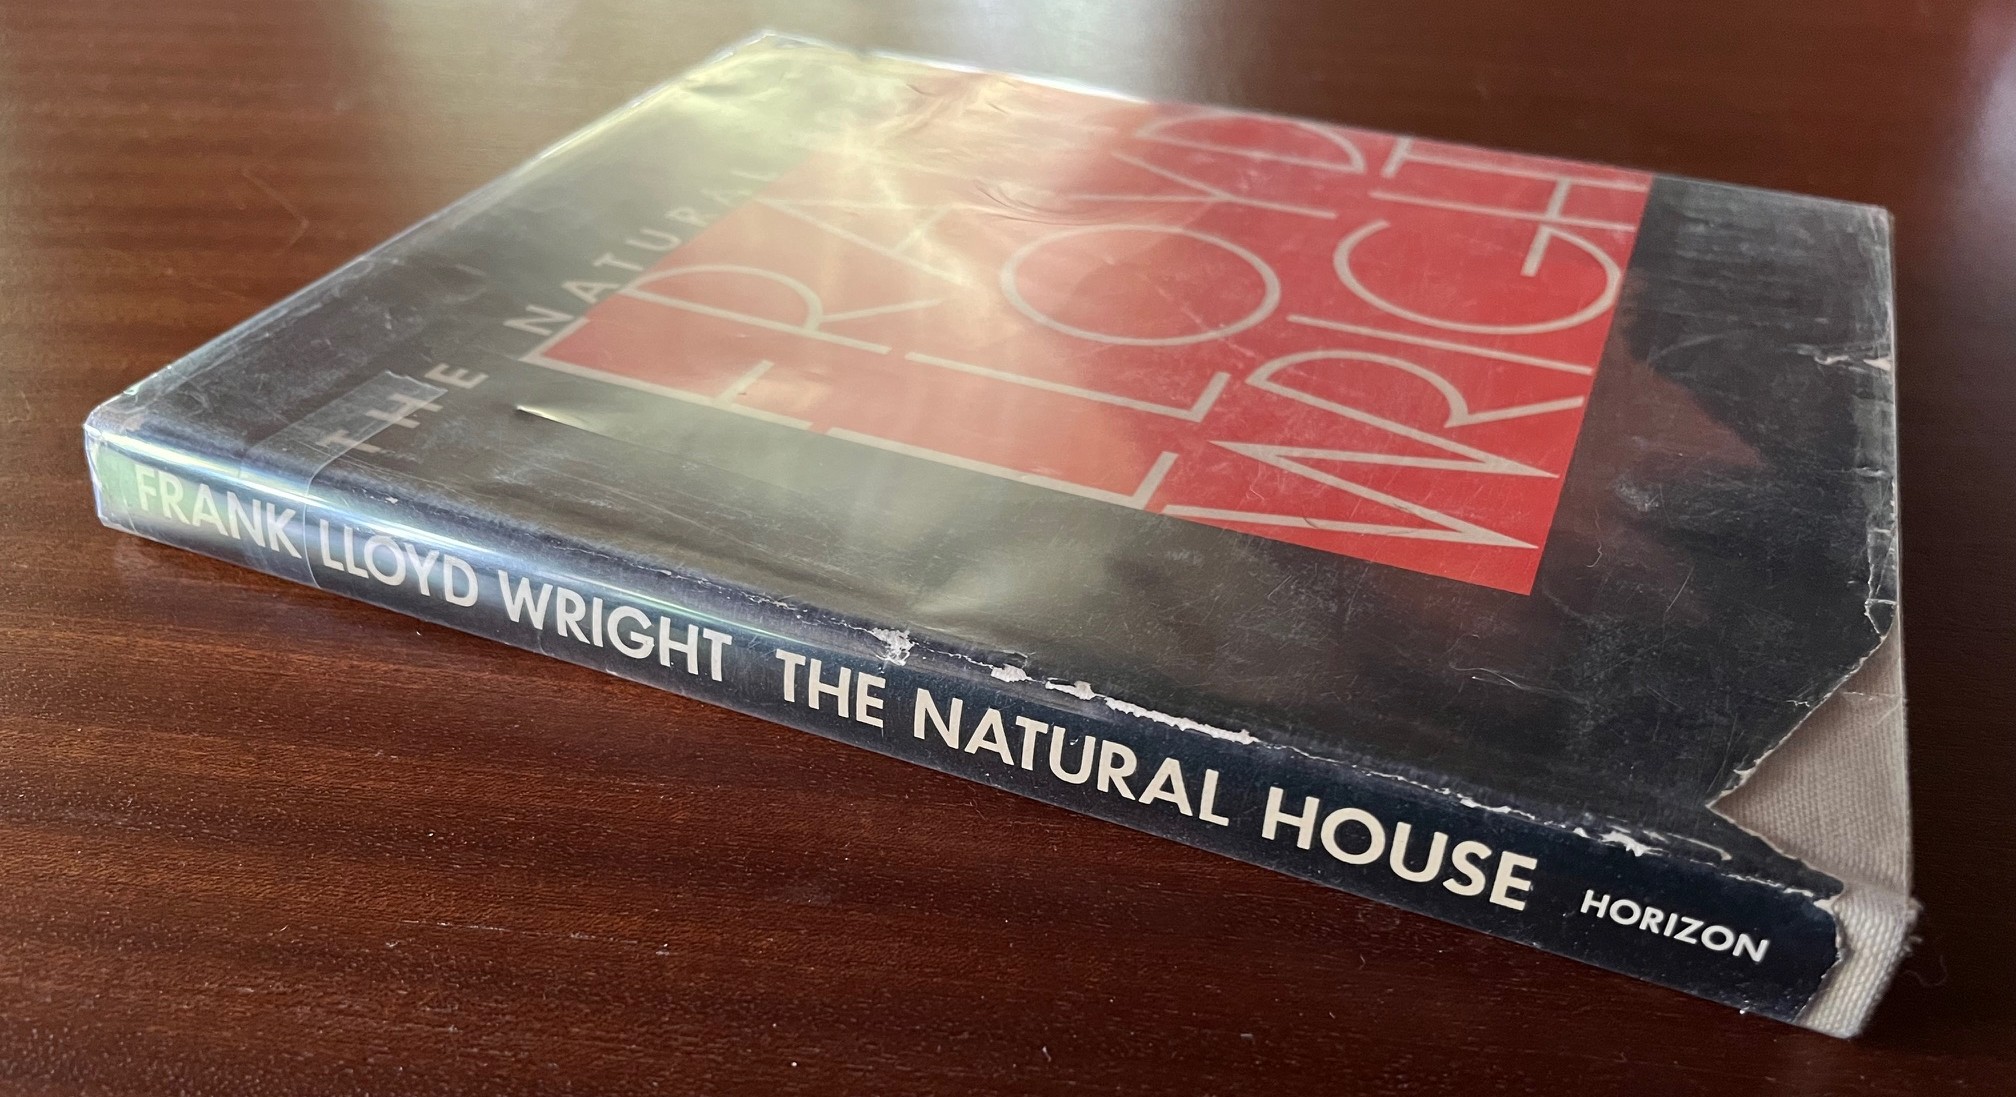 THE NATURAL
FRANK
LLOYD
WRIGHT
FRANK LLOYD WRIGHT THE NATURAL HOUSE HORIZON